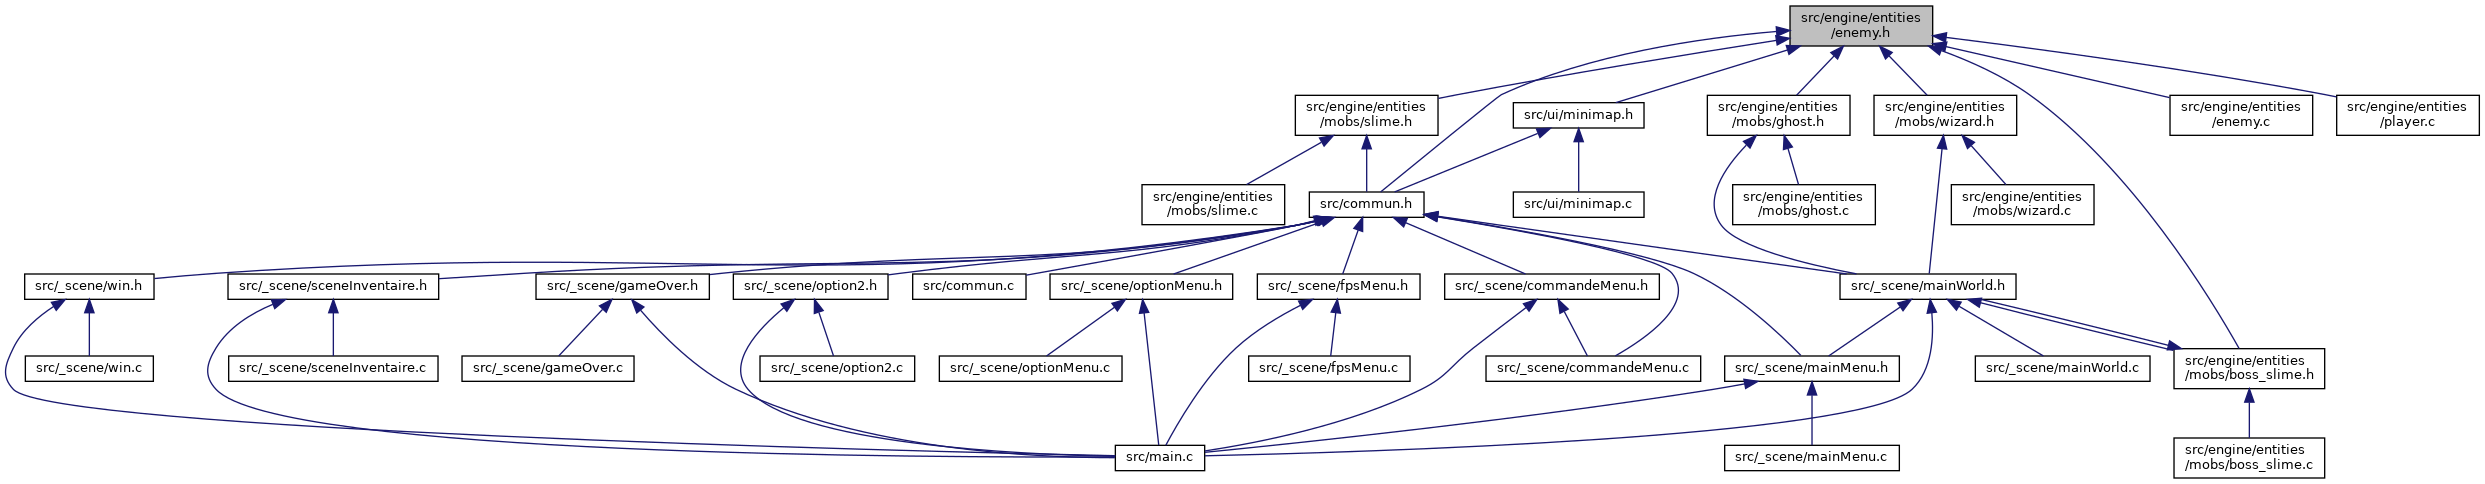 src/engine/entities
/enemy.h
src/engine/entities
/mobs/slime.h
src/ui/minimap.h
src/engine/entities
/mobs/ghost.h
src/engine/entities
/mobs/wizard.h
src/engine/entities
/enemy.c
src/engine/entities
/player.c
src/engine/entities
/mobs/slime.c
src/commun.h
src/ui/minimap.c
src/engine/entities
/mobs/ghost.c
src/engine/entities
/mobs/wizard.c
src/_scene/win.h
src/_scene/sceneInventaire.h
src/_scene/gameOver.h
src/_scene/option2.h
src/commun.c
src/_scene/optionMenu.h
src/_scene/fpsMenu.h
src/_scene/commandeMenu.h
src/_scene/mainWorld.h
src/_scene/win.c
src/_scene/sceneInventaire.c
src/_scene/gameOver.c
src/_scene/option2.c
src/_scene/optionMenu.c
src/_scene/fpsMenu.c
src/_scene/commandeMenu.c
src/_scene/mainMenu.h
src/_scene/mainWorld.c
src/engine/entities
/mobs/boss_slime.h
src/main.c
src/_scene/mainMenu.c
src/engine/entities
/mobs/boss_slime.c